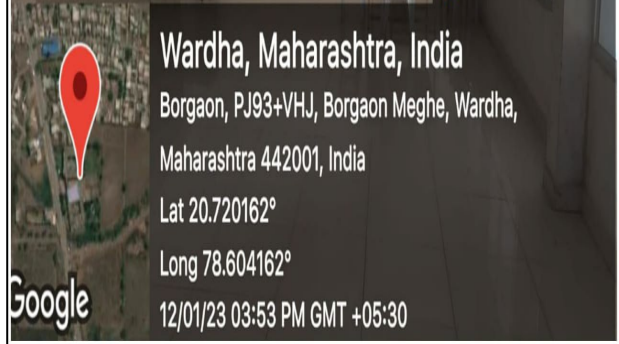 Wardha, Maharashtra, India
Borgaon, PJ93+VHJ, Borgaon Meghe, Wardha,
Maharashtra 442001, India
Lat 20.720162°
Long 78.604162°
12/01/23 03:53 PM GMT +05:30
Google